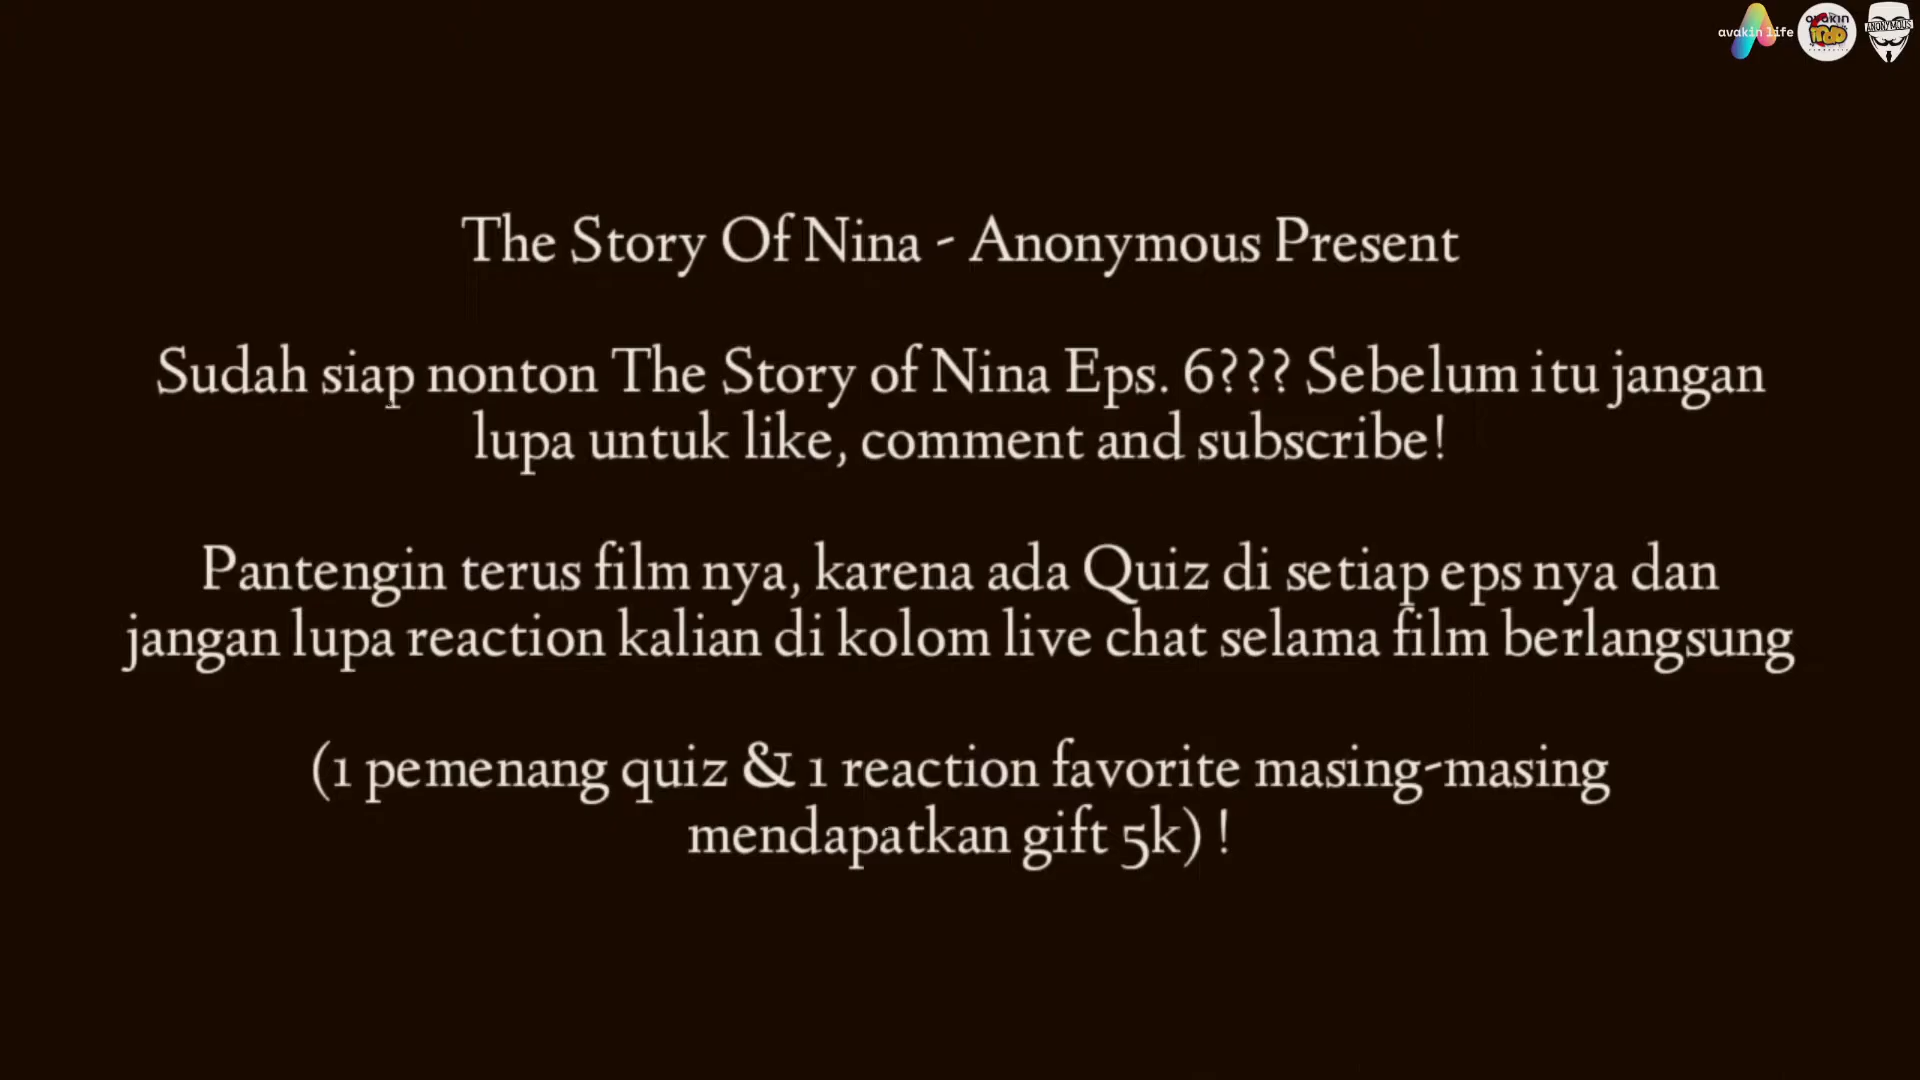 avakin life
avakin
indo
ANONYMOUS
The Story Of Nina - Anonymous Present
Sudah siap nonton The Story of Nina Eps. 6??? Sebelum itu jangan
lupa untuk like, comment and subscribe!
Pantengin terus film nya, karena ada Quiz di setiap eps nya dan
jangan lupa reaction kalian di kolom live chat selama film berlangsung
(1 pemenang quiz & 1 reaction favorite masing-masing
mendapatkan gift 5k) !